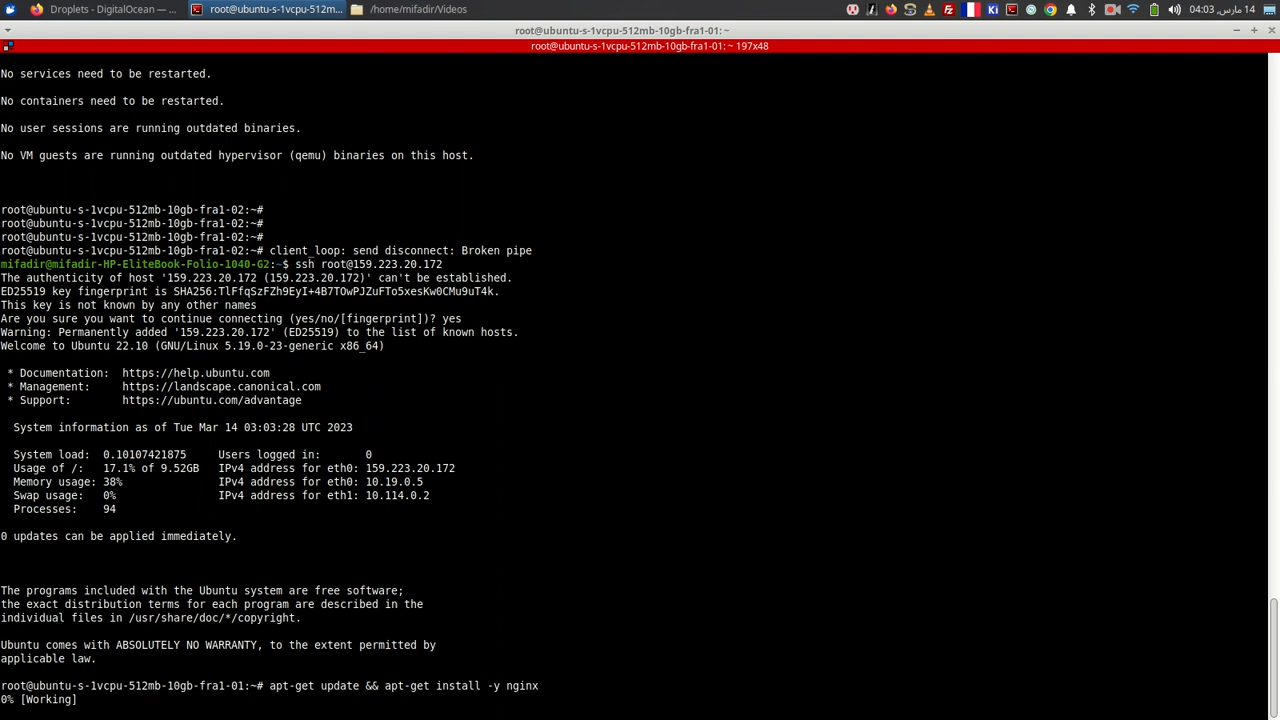 Droplets - DigitalOcean — ...
root@ubuntu-s-1vcpu-512m...
/home/mifadir/Videos
Ki
04:03 ,مارس 14
root@ubuntu-s-1vcpu-512mb-10gb-fra1-01: ~
root@ubuntu-s-1vcpu-512mb-10gb-fra1-01: ~ 197x48
No services need to be restarted.
No containers need to be restarted.
No user sessions are running outdated binaries.
No VM guests are running outdated hypervisor (qemu) binaries on this host.
root@ubuntu-s-1vcpu-512mb-10gb-fra1-02:~#
root@ubuntu-s-1vcpu-512mb-10gb-fra1-02:~#
root@ubuntu-s-1vcpu-512mb-10gb-fra1-02:~#
root@ubuntu-s-1vcpu-512mb-10gb-fra1-02:~# client_loop: send disconnect: Broken pipe
mifadir@mifadir-HP-EliteBook-Folio-1040-G2:~$ ssh root@159.223.20.172
The authenticity of host '159.223.20.172 (159.223.20.172)' can't be established.
ED25519 key fingerprint is SHA256:TlFfqSzFZh9EyI+4B7TOwPJZuFTo5xesKw0CMu9uT4k.
This key is not known by any other names
Are you sure you want to continue connecting (yes/no/[fingerprint])? yes
Warning: Permanently added '159.223.20.172' (ED25519) to the list of known hosts.
Welcome to Ubuntu 22.10 (GNU/Linux 5.19.0-23-generic x86_64)
* Documentation:  https://help.ubuntu.com
* Management:     https://landscape.canonical.com
* Support:        https://ubuntu.com/advantage
System information as of Tue Mar 14 03:03:28 UTC 2023
System load:  0.10107421875     Users logged in:       0
Usage of /:   17.1% of 9.52GB   IPv4 address for eth0: 159.223.20.172
Memory usage: 38%               IPv4 address for eth0: 10.19.0.5
Swap usage:   0%                IPv4 address for eth1: 10.114.0.2
Processes:    94
0 updates can be applied immediately.
The programs included with the Ubuntu system are free software;
the exact distribution terms for each program are described in the
individual files in /usr/share/doc/*/copyright.
Ubuntu comes with ABSOLUTELY NO WARRANTY, to the extent permitted by
applicable law.
root@ubuntu-s-1vcpu-512mb-10gb-fra1-01:~# apt-get update && apt-get install -y nginx
0% [Working]